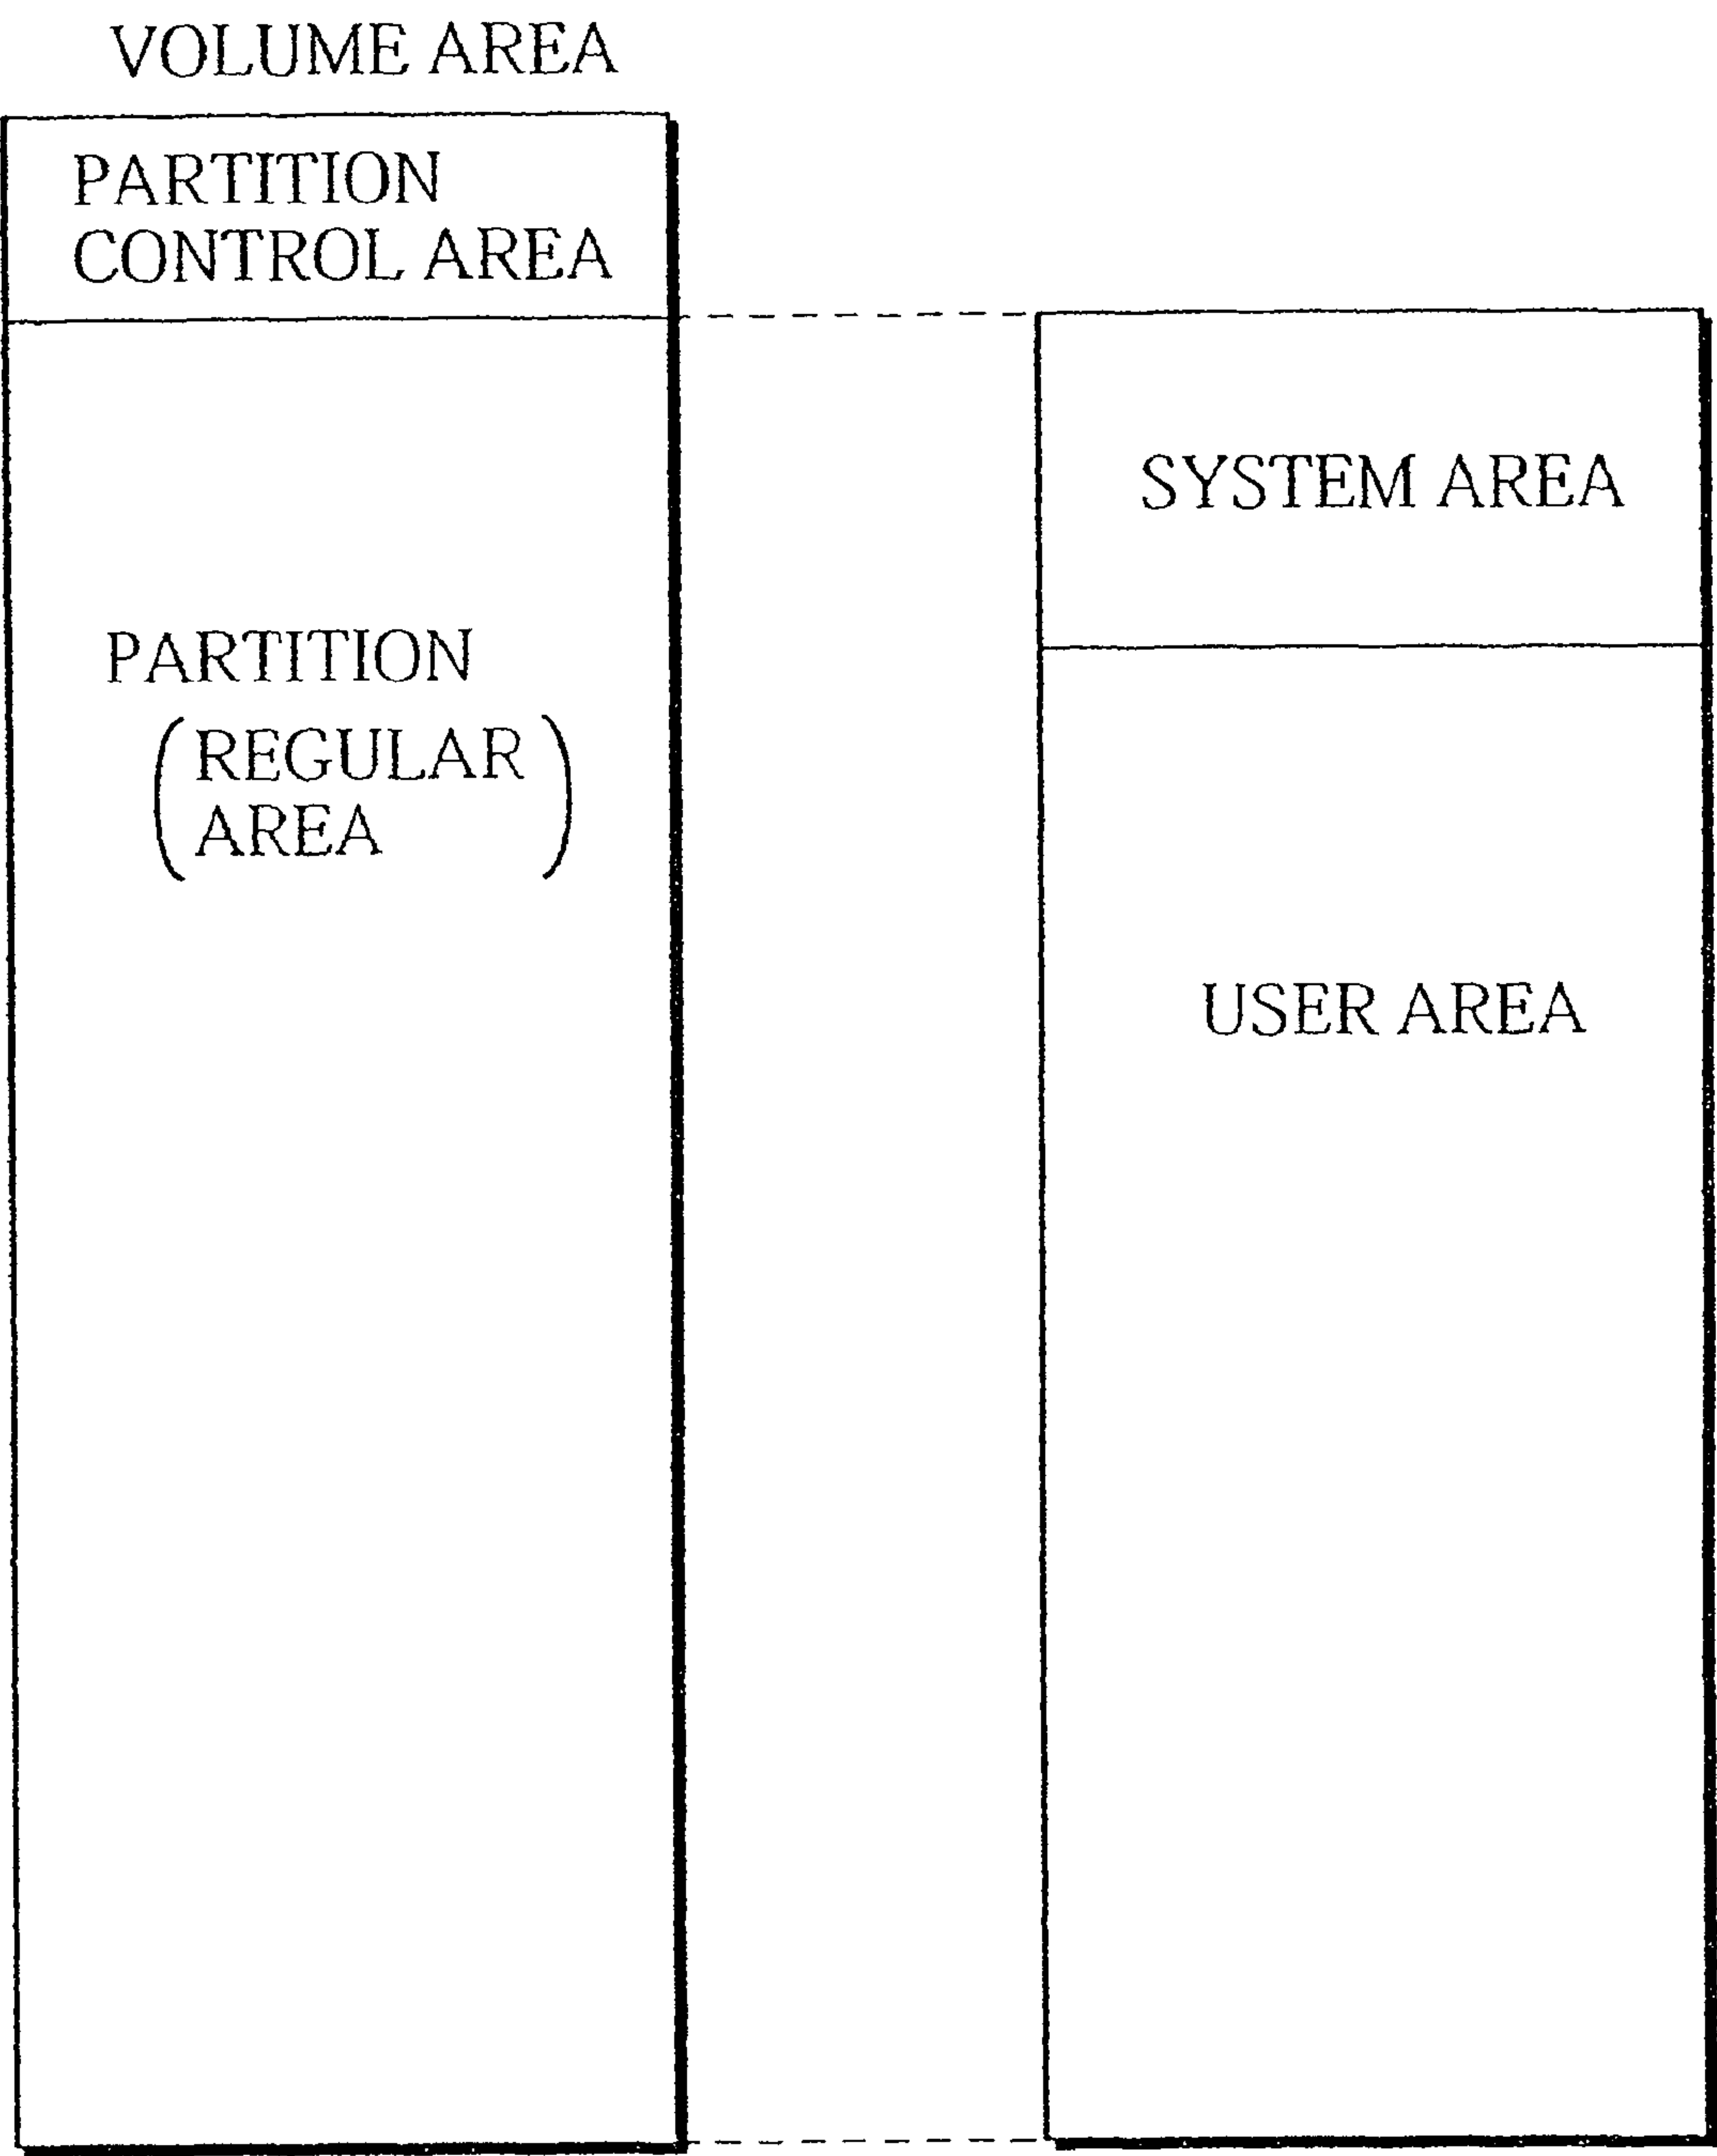 VOLUME AREA
PARTITION
CONTROL AREA
PARTITION
(REGULAR
AREA)
SYSTEM AREA
USER AREA